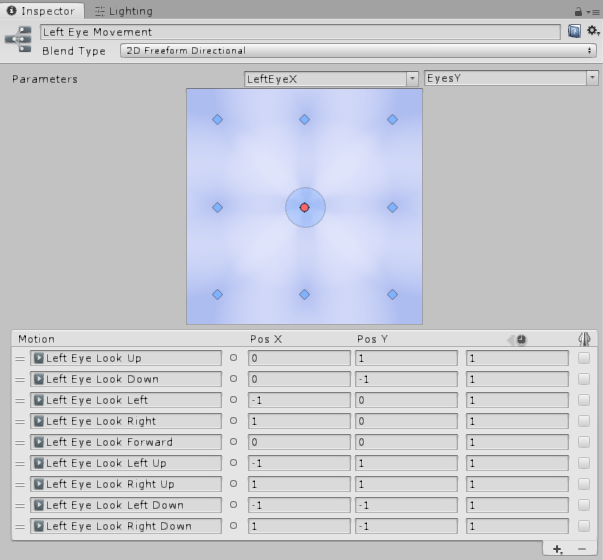 Inspector Lighting
Left Eye Movement
Blend Type 2D Freeform Directional
Parameters LeftEyeX EyesY
Motion Pos X Pos Y
Left Eye Look Up 0 1 1
Left Eye Look Down 0 -1 1
Left Eye Look Left -1 0 1
Left Eye Look Right 1 0 1
Left Eye Look Forward 0 0 1
Left Eye Look Left Up -1 1 1
Left Eye Look Right Up 1 1 1
Left Eye Look Left Down -1 -1 1
Left Eye Look Right Down 1 -1 1